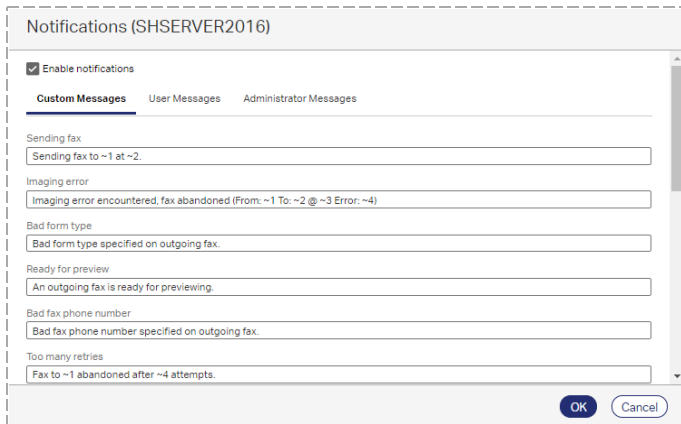 Notifications (SHSERVER2016)
Enable notifications
Custom Messages User Messages Administrator Messages
Sending fax
Sending fax to ~1 at ~2.
Imaging error
Imaging error encountered, fax abandoned (From: ~1 To: ~2 @ ~3 Error: ~4)
Bad form type
Bad form type specified on outgoing fax.
Ready for preview
An outgoing fax is ready for previewing.
Bad fax phone number
Bad fax phone number specified on outgoing fax.
Too many retries
Fax to ~1 abandoned after ~4 attempts.
OK Cancel